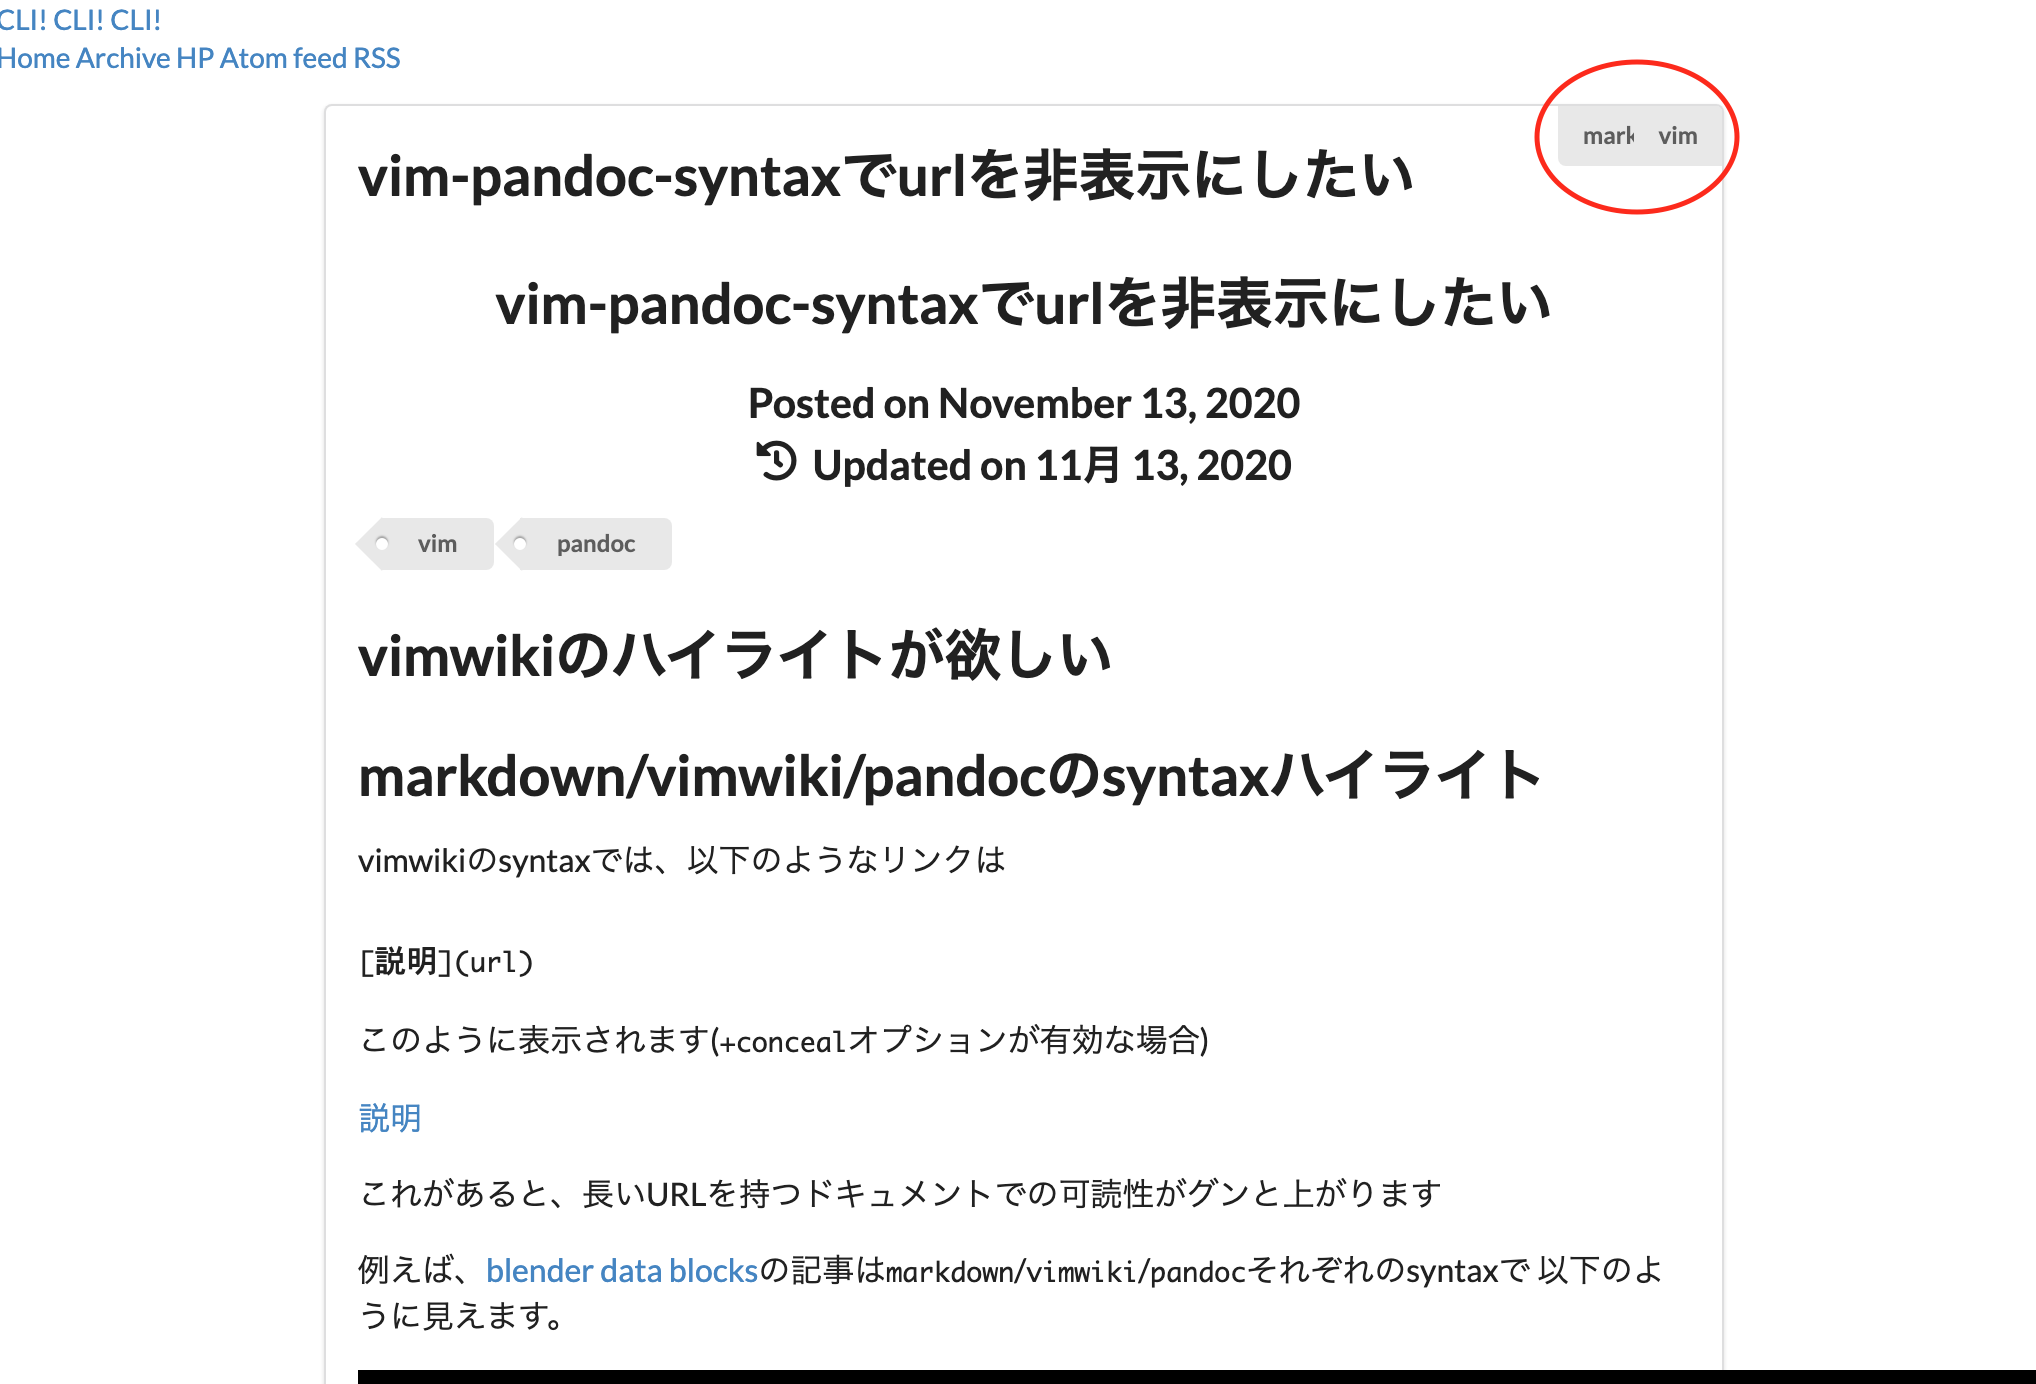 CLI! CLI! CLI!
Home Archive HP Atom feed RSS
mark vim
vim-pandoc-syntaxでurlを非表示にしたい
vim-pandoc-syntaxでurlを非表示にしたい
Posted on November 13, 2020
Updated on 11月 13, 2020
vim pandoc
vimwikiのハイライトが欲しい
markdown/vimwiki/pandocのsyntaxハイライト
vimwikiのsyntaxでは、以下のようなリンクは
[説明](url)
このように表示されます(+concealオプションが有効な場合)
説明
これがあると、長いURLを持つドキュメントでの可読性がグンと上がります
例えば、blender data blocksの記事はmarkdown/vimwiki/pandocそれぞれのsyntaxで 以下のよ
うに見えます。